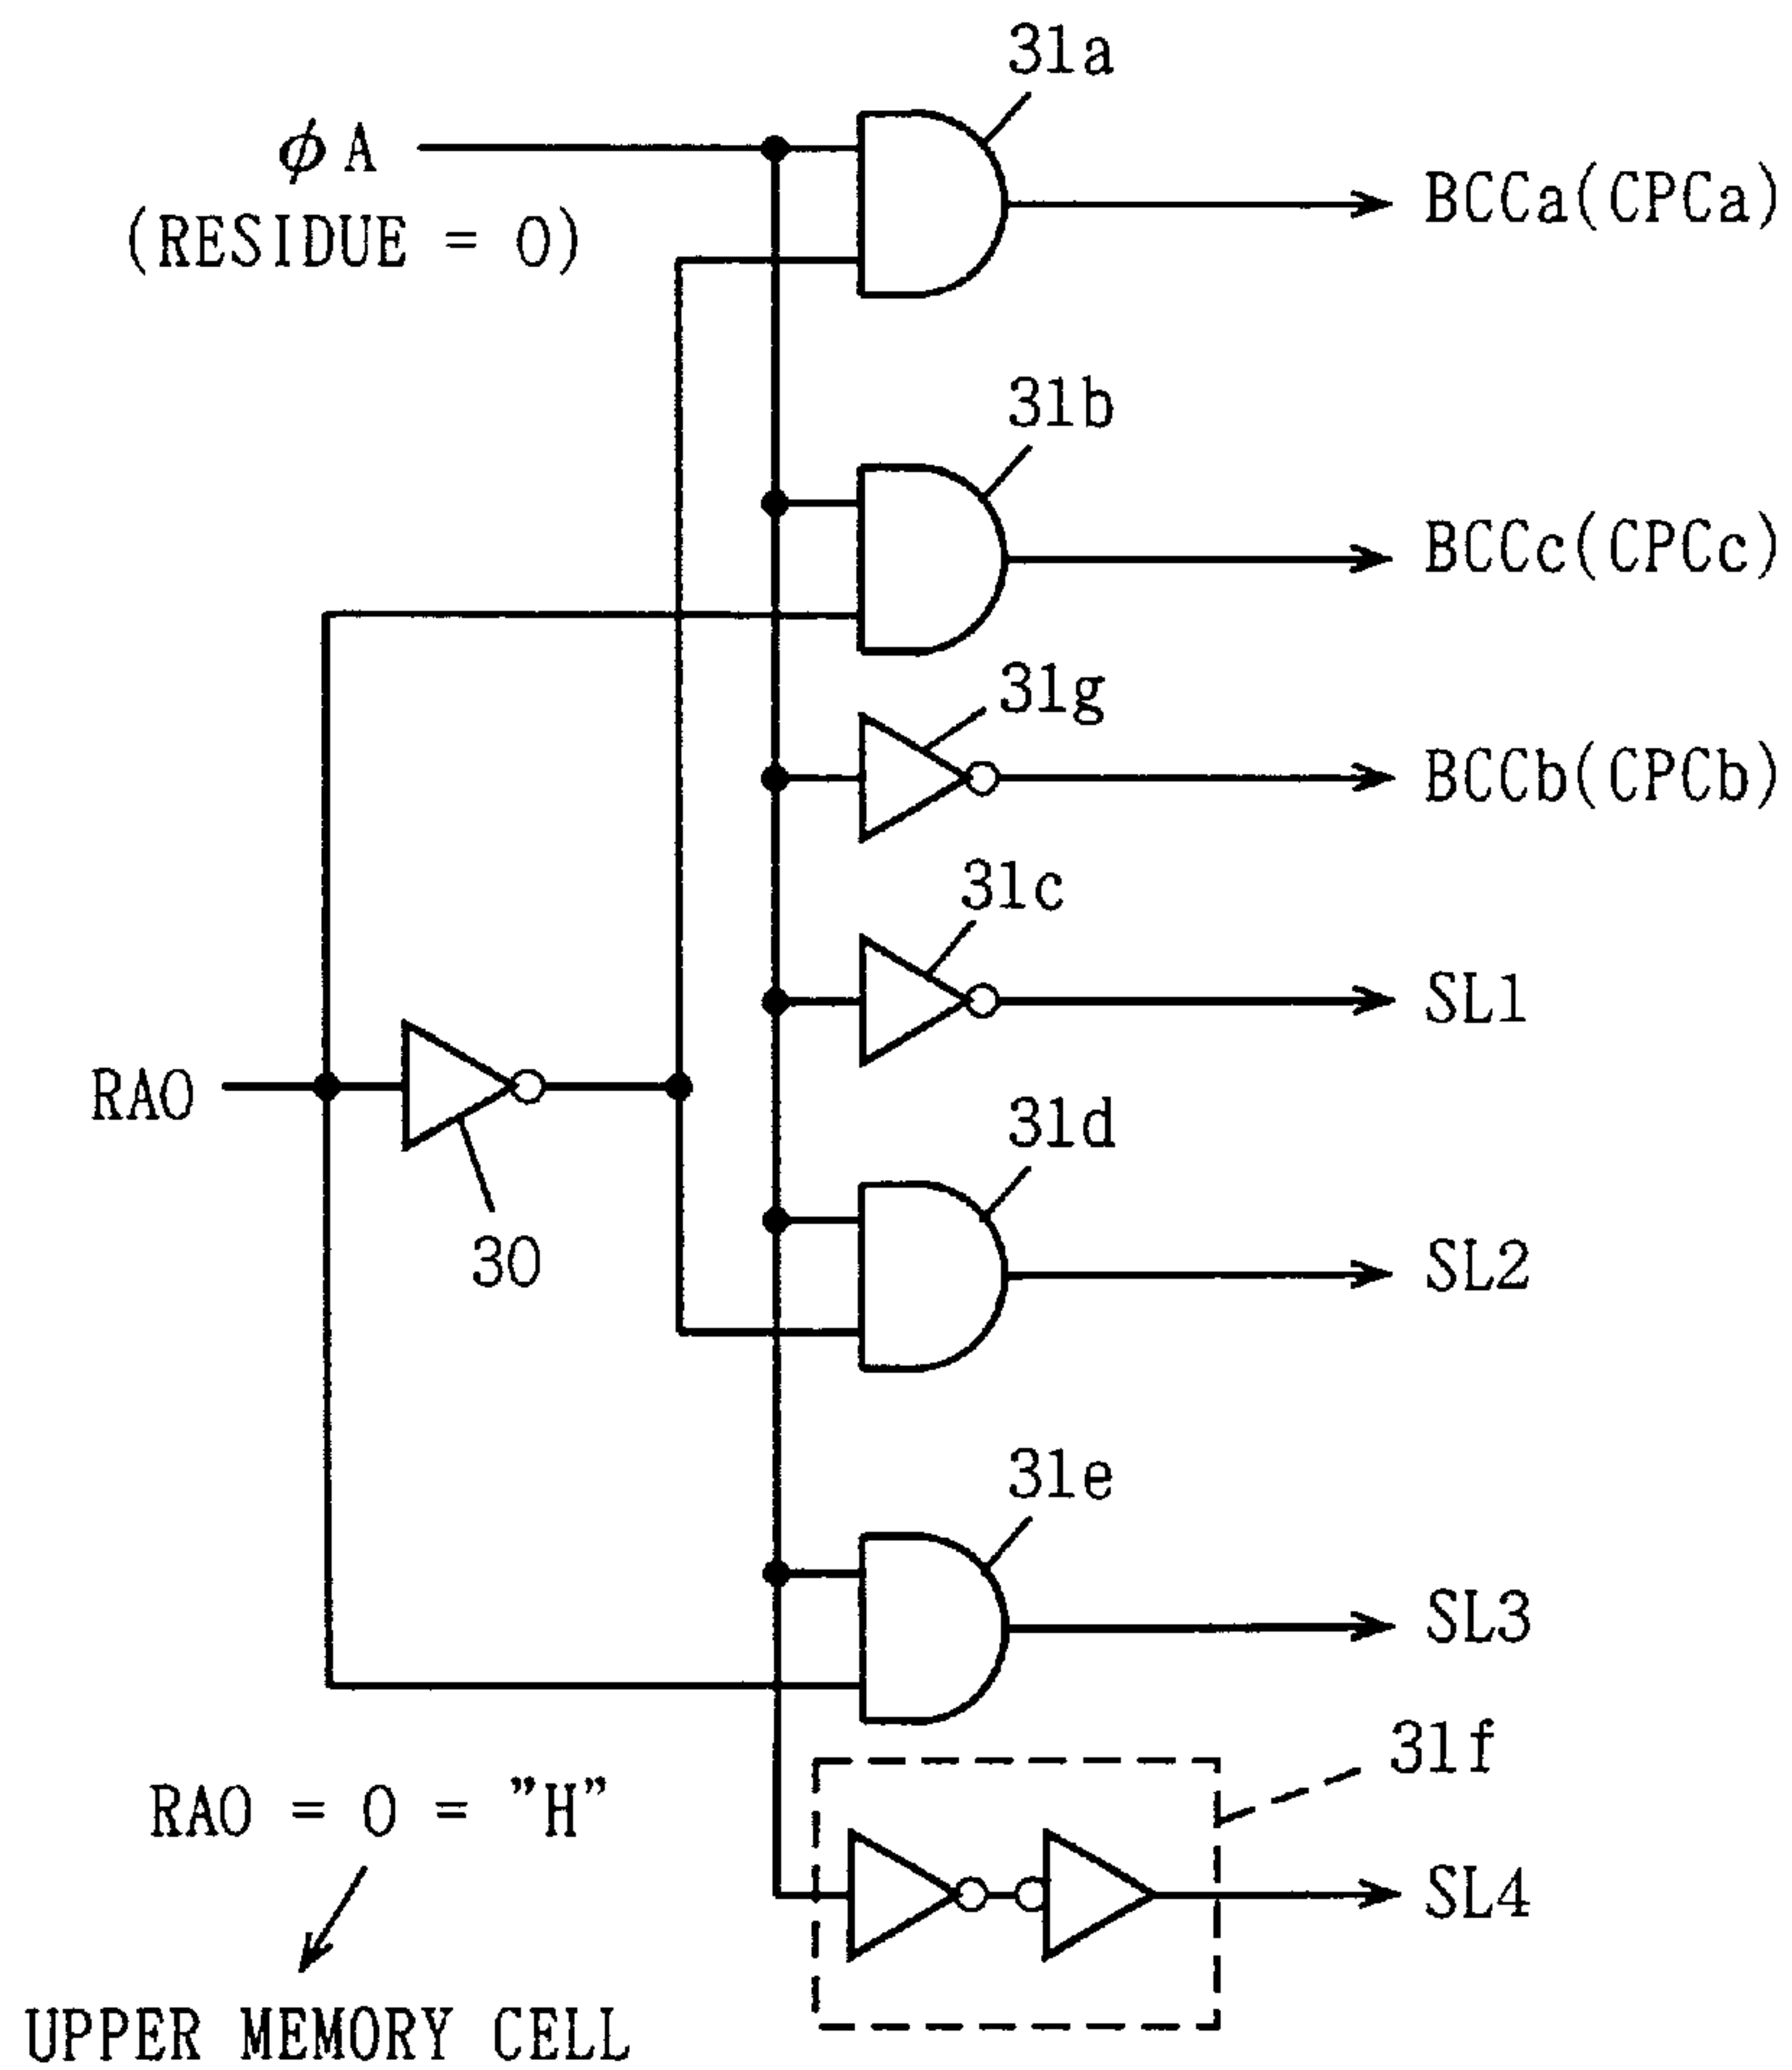 31a
φA
BCCa(CPCa)
(RESIDUE = 0)
31b
BCCc(CPCc)
31g
BCCb(CPCb)
31c
SL1
RA0
31d
30
SL2
31e
SL3
31f
RA0 = 0 = "H"
SL4
UPPER MEMORY CELL